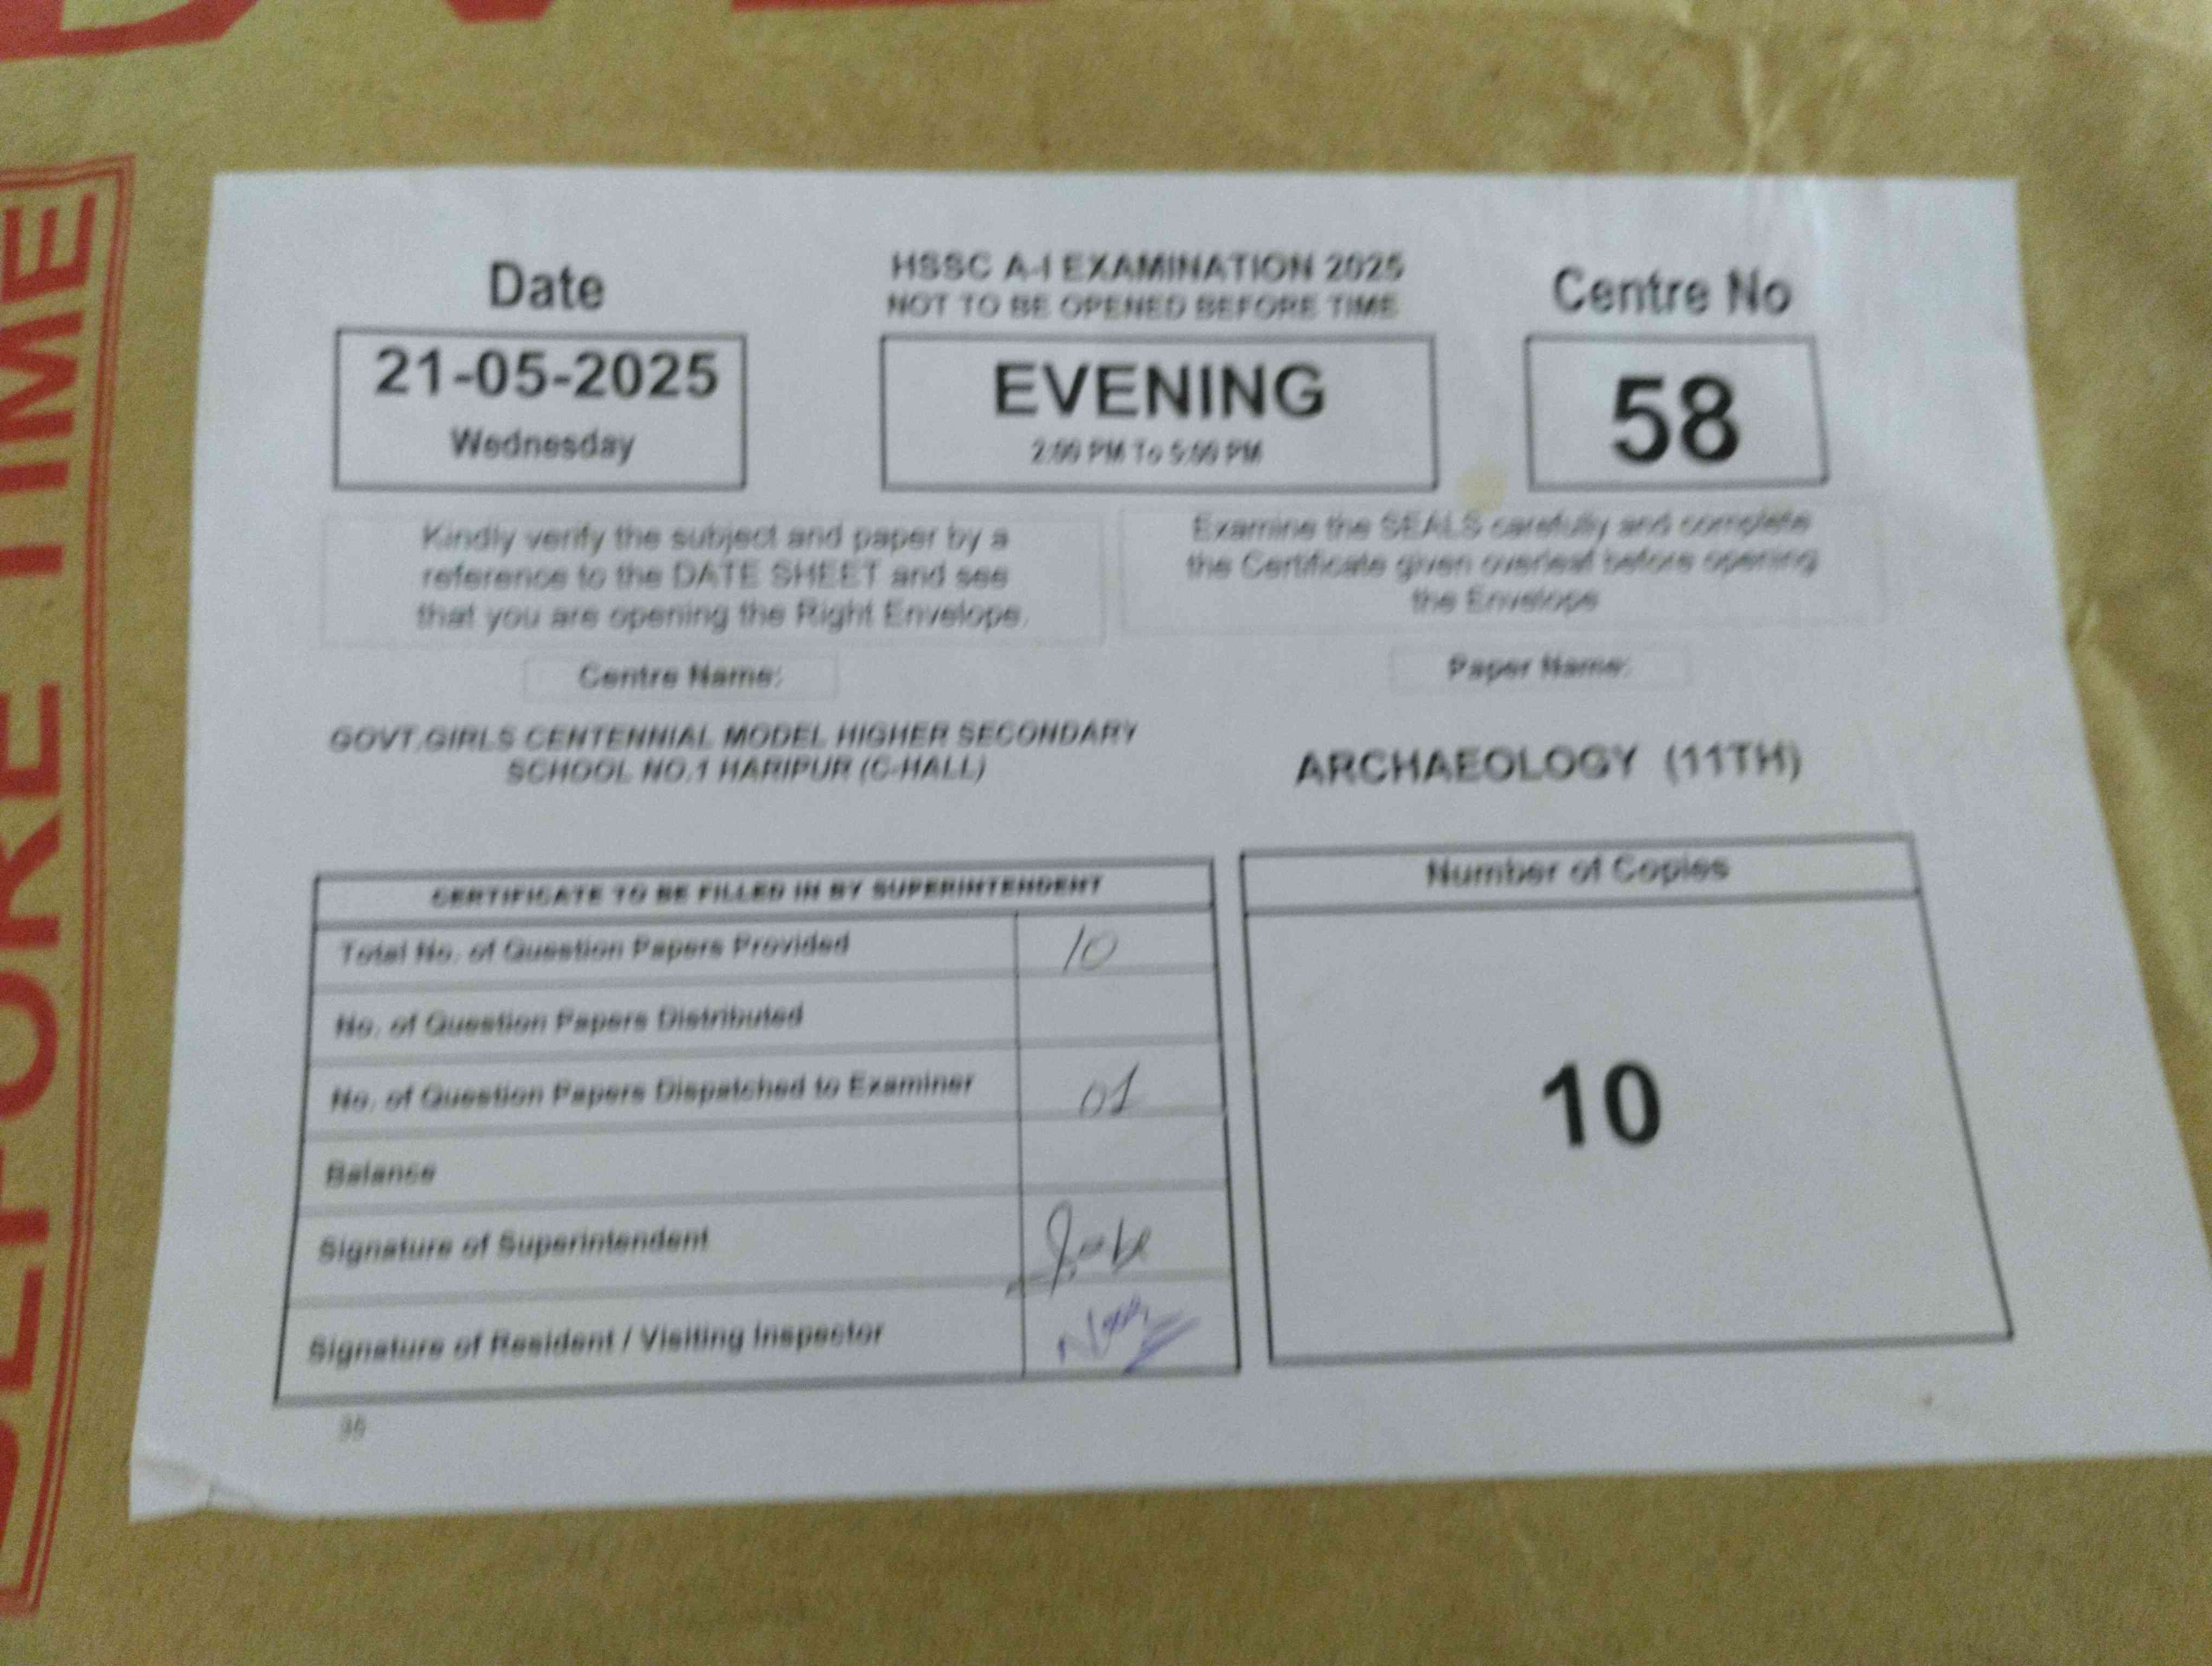 BEFORE TIME
Date
HSSC A-I EXAMINATION 2025
NOT TO BE OPENED BEFORE TIME
Centre No
21-05-2025
Wednesday
EVENING
2:00 PM To 5:00 PM
58
Kindly verify the subject and paper by a
reference to the DATE SHEET and see
that you are opening the Right Envelope.
Examine the SEALS carefully and complete
the Certificate given overleaf before opening
the Envelope
Centre Name:
Paper Name:
GOVT.GIRLS CENTENNIAL MODEL HIGHER SECONDARY
SCHOOL NO.1 HARIPUR (C-HALL)
ARCHAEOLOGY (11TH)
CERTIFICATE TO BE FILLED IN BY SUPERINTENDENT
Total No. of Question Papers Provided 10
No. of Question Papers Distributed
No. of Question Papers Dispatched to Examiner 01
Balance
Signature of Superintendent
Signature of Resident / Visiting Inspector
Number of Copies
10